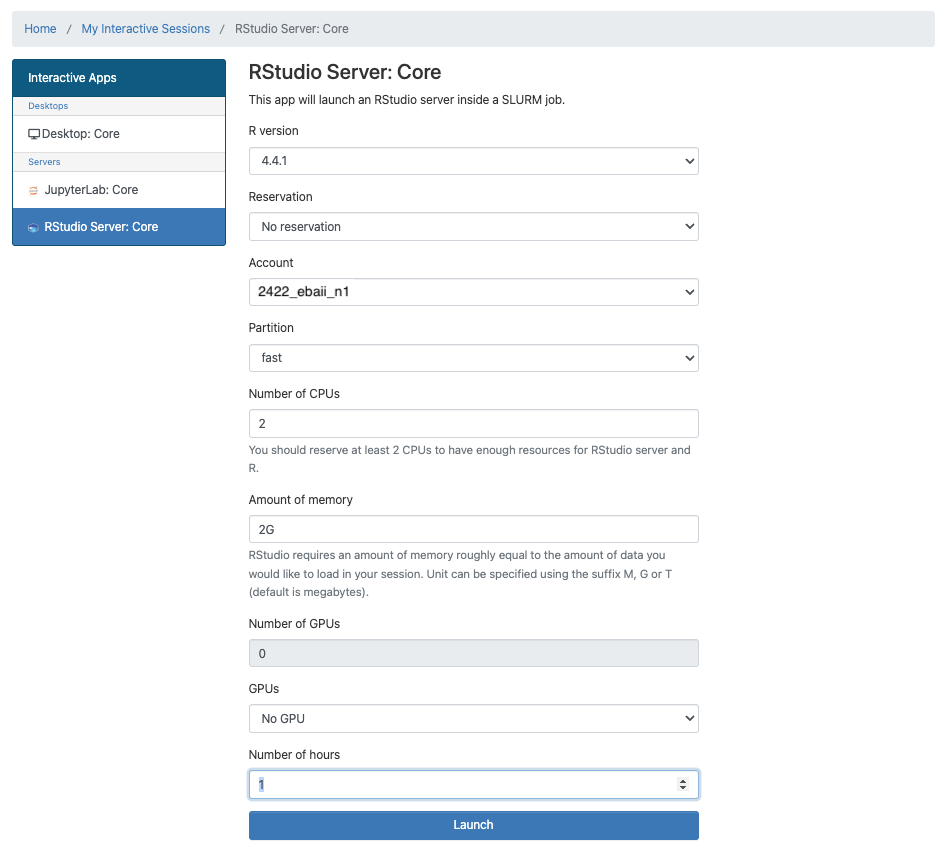 Home / My Interactive Sessions / RStudio Server: Core
Interactive Apps
Desktops
Desktop: Core
Servers
JupyterLab: Core
RStudio Server: Core
RStudio Server: Core
This app will launch an RStudio server inside a SLURM job.
R version
4.4.1
Reservation
No reservation
Account
2422_ebaii_n1
Partition
fast
Number of CPUs
2
You should reserve at least 2 CPUs to have enough resources for RStudio server and
R.
Amount of memory
2G
RStudio requires an amount of memory roughly equal to the amount of data you
would like to load in your session. Unit can be specified using the suffix M, G or T
(default is megabytes).
Number of GPUs
0
GPUs
No GPU
Number of hours
1
Launch